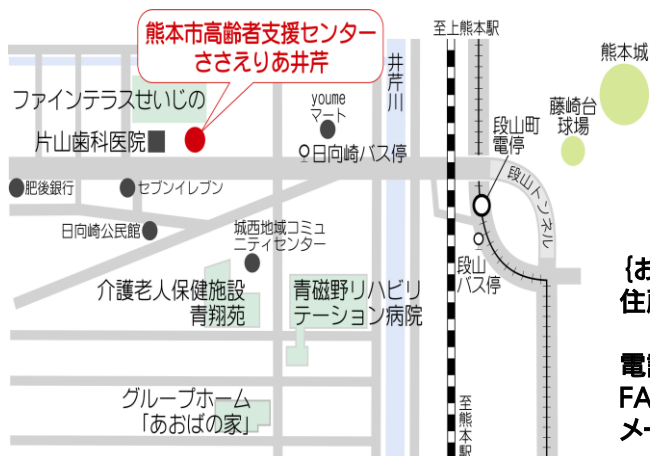 熊本市高齢者支援センター
ささえりあ井芹
至上熊本駅
熊本城
井芹川
ファインテラスせいじの
youme
マート
藤崎台
球場
片山歯科医院
段山町
電停
日向崎バス停
段山トンネル
肥後銀行
セブンイレブン
日向崎公民館
城西地域コミュ
ニティセンター
段山
バス停
介護老人保健施設
青翔苑
青磁野リハビリ
テーション病院
グループホーム
「あおばの家」
至熊本駅
{お
住
電
FA
メー